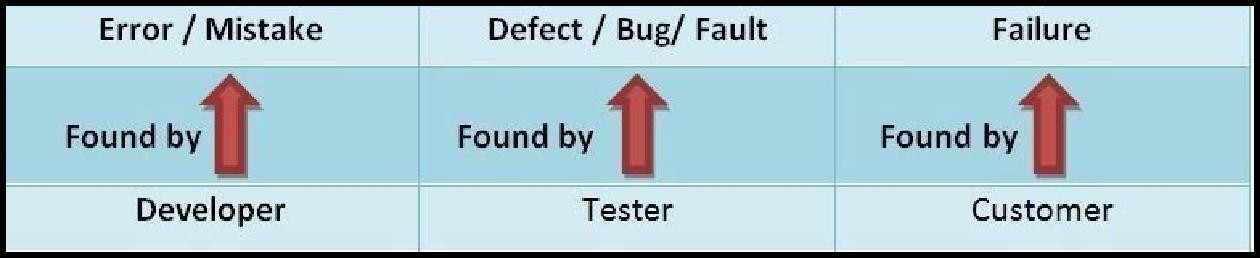 Error / Mistake
Defect / Bug/ Fault
Failure
Found by
Found by
Found by
Developer
Tester
Customer